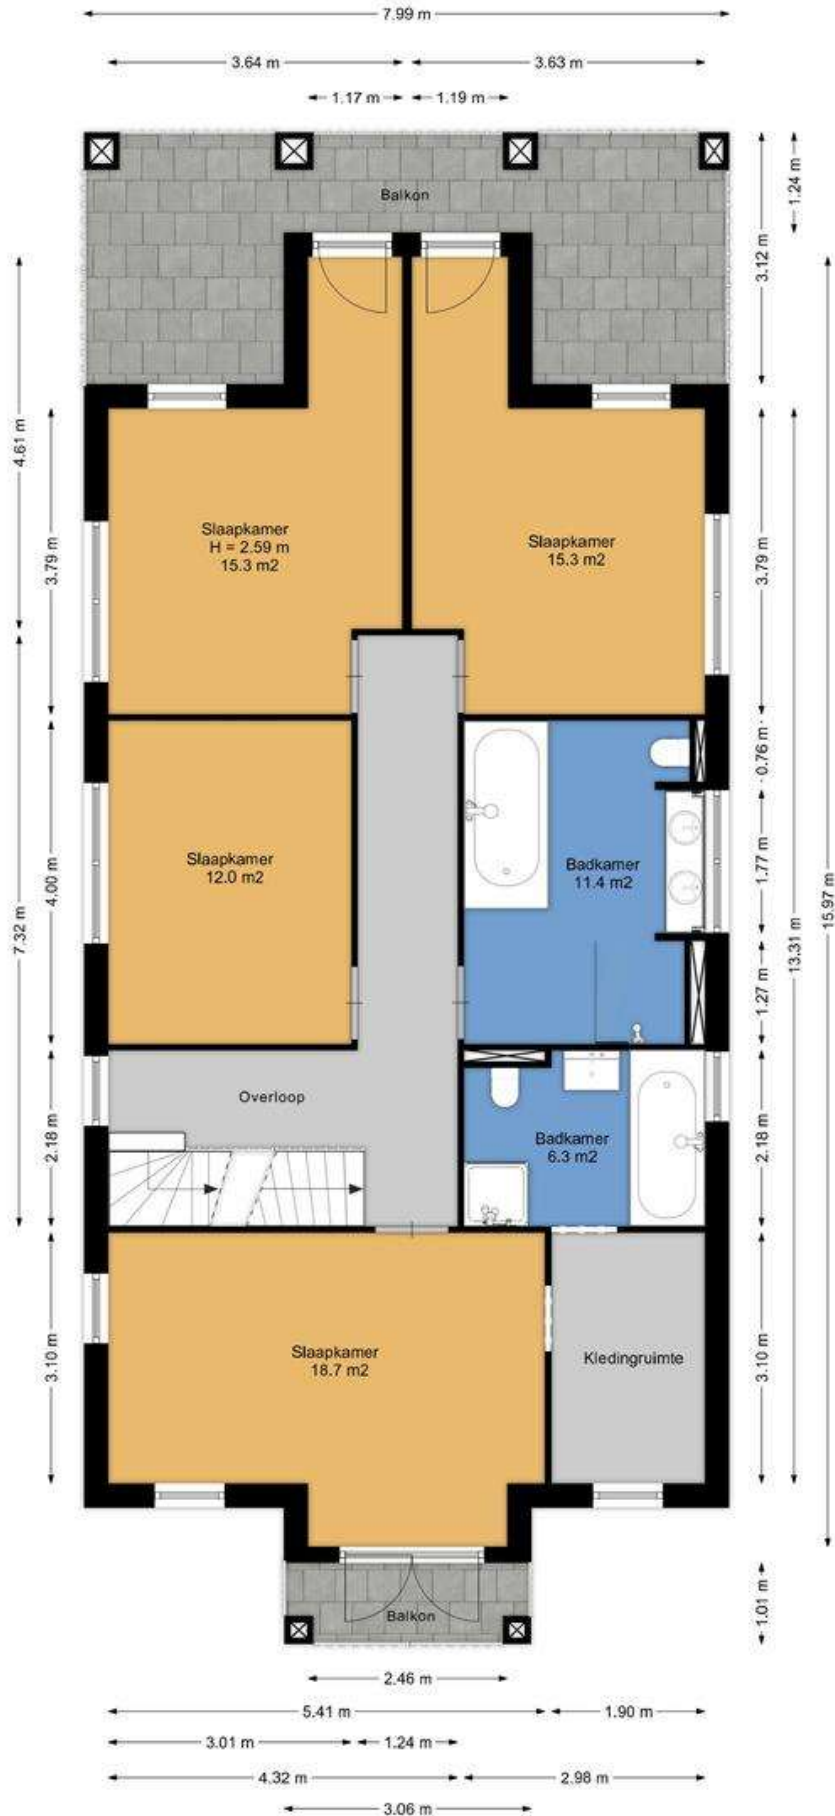 7.99 m
3.64 m
3.63 m
1.17 m
1.19 m
1.24 m
Balkon
3.12 m
4.61 m
3.79 m
Slaapkamer
H = 2.59 m
15.3 m2
Slaapkamer
15.3 m2
3.79 m
0.76 m
Slaapkamer
12.0 m2
Badkamer
11.4 m2
1.77 m
4.00 m
7.32 m
15.97 m
13.31 m
1.27 m
Overloop
Badkamer
6.3 m2
2.18 m
2.18 m
Slaapkamer
18.7 m2
Kledingruimte
3.10 m
3.10 m
Balkon
1.01 m
2.46 m
5.41 m
1.90 m
3.01 m
1.24 m
4.32 m
2.98 m
3.06 m